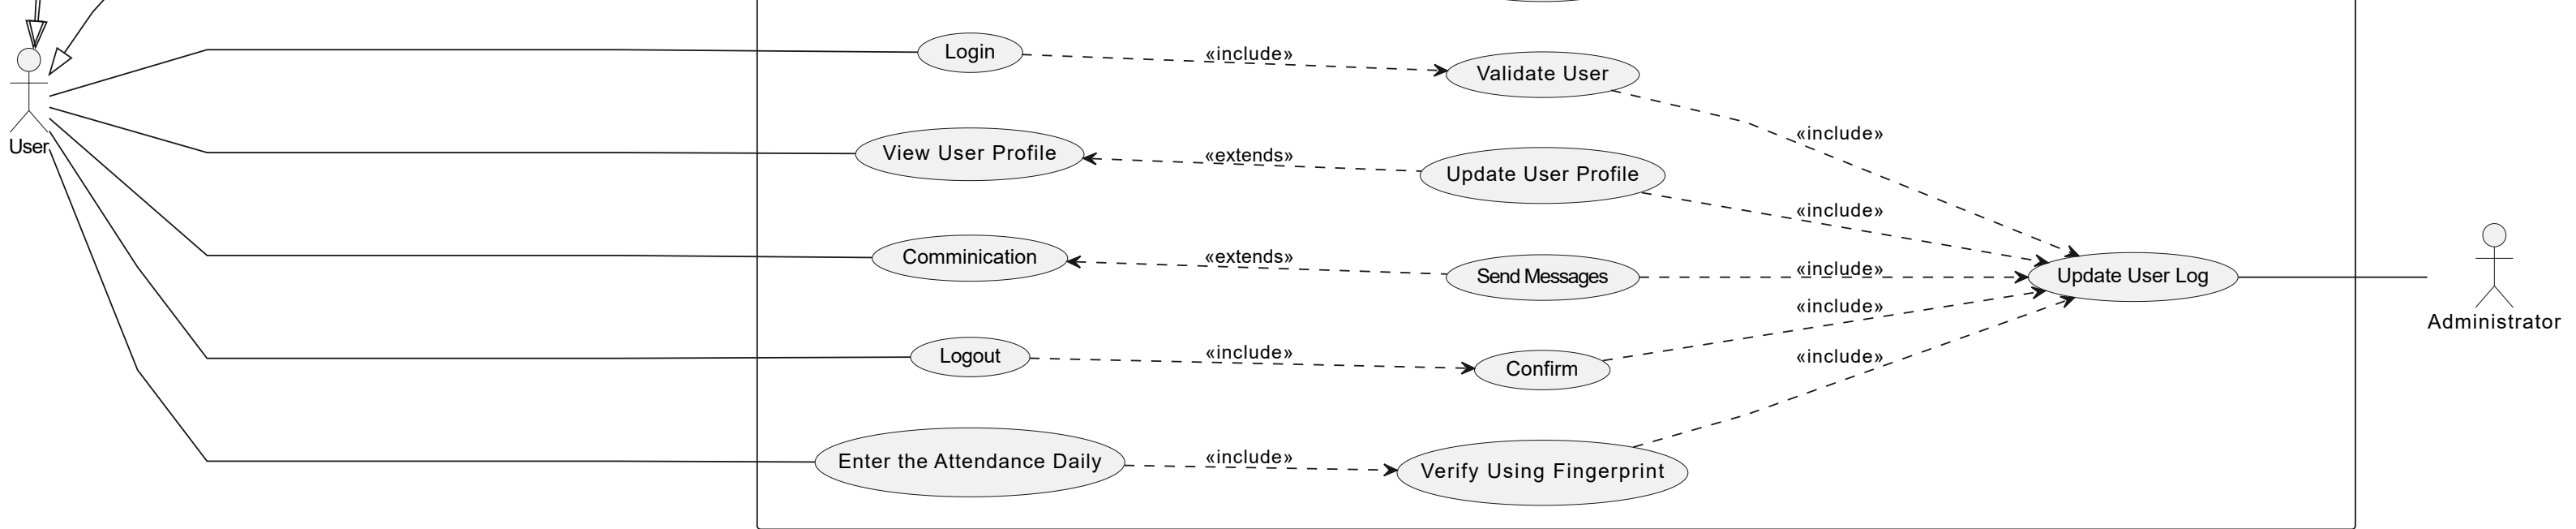 Login
«include»
Validate User
«include»
User
View User Profile
«extends»
Update User Profile
«include»
Comminication
«extends»
Send Messages
«include»
Update User Log
«include»
Administrator
Logout
«include»
Confirm
«include»
Enter the Attendance Daily
«include»
Verify Using Fingerprint